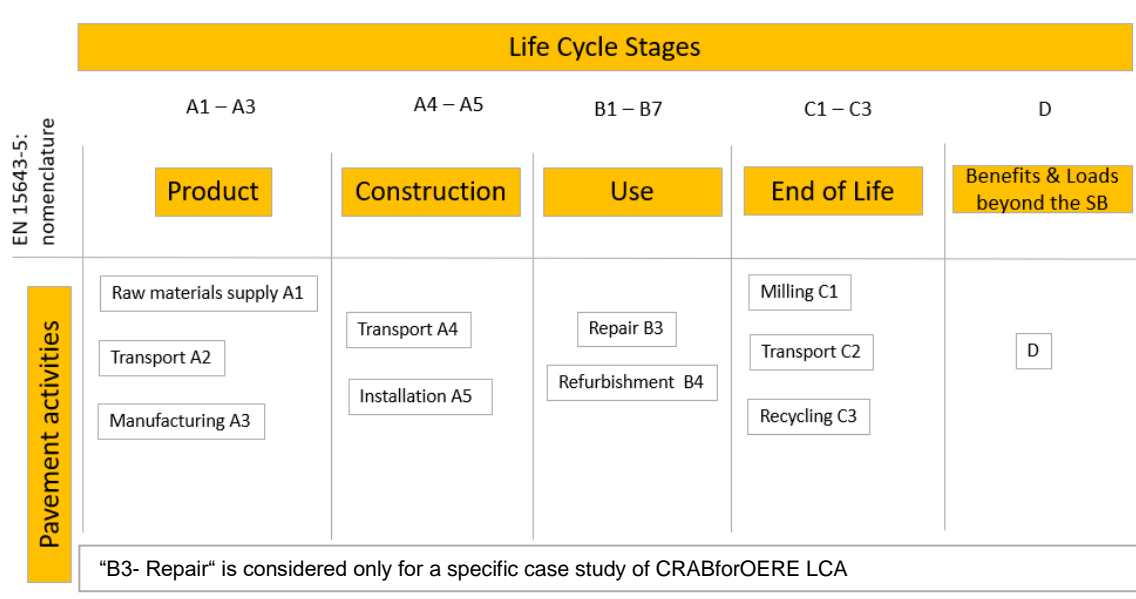 Life Cycle Stages
EN 15643-5:
nomenclature
A1 – A3
A4 – A5
B1 – B7
C1 – C3
D
Product
Construction
Use
End of Life
Benefits & Loads
beyond the SB
Pavement activities
Raw materials supply A1
Transport A2
Manufacturing A3
Transport A4
Installation A5
Repair B3
Refurbishment  B4
Milling C1
Transport C2
Recycling C3
D
“B3- Repair“ is considered only for a specific case study of CRABforOERE LCA